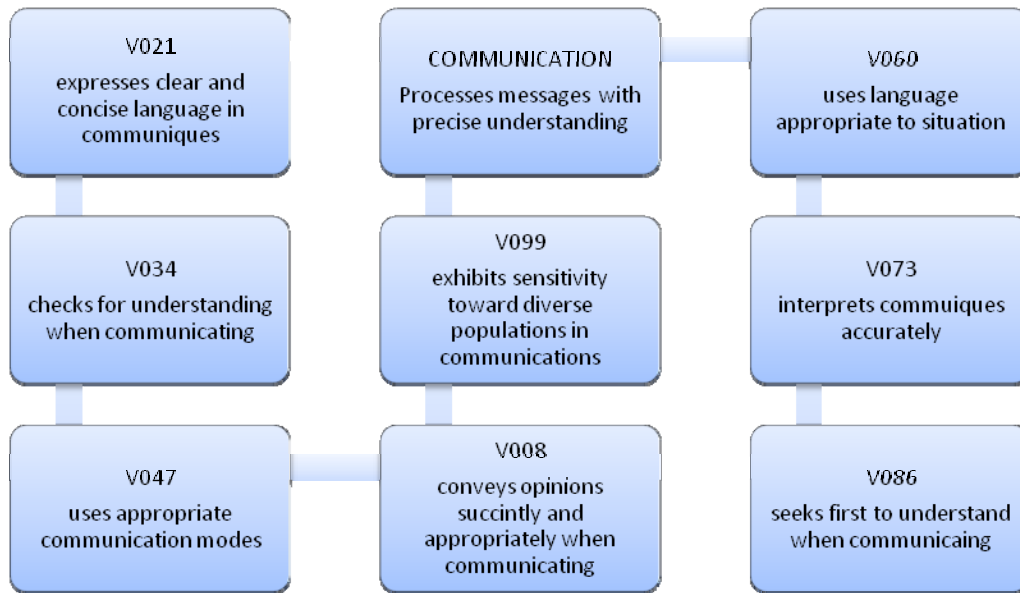 V021
expresses clear and
concise language in
communiques
V034
checks for understanding
when communicating
V047
uses appropriate
communication modes
V008
conveys opinions
succintly and
appropriately when
communicating
V099
exhibits sensitivity
toward diverse
populations in
communications
COMMUNICATION
Processes messages with
precise understanding
V060
uses language
appropriate to situation
V073
interprets commuiques
accurately
V086
seeks first to understand
when communicaing